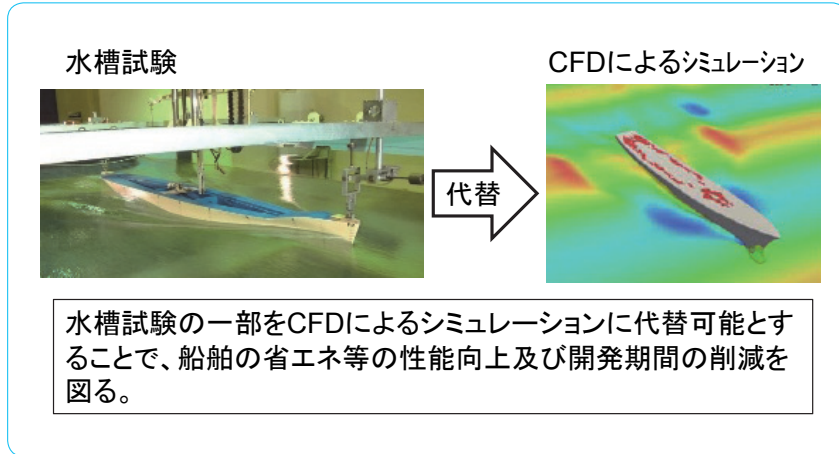 水槽試験
CFDによるｼﾐｭﾚｰｼｮﾝ
代替
水槽試験の一部をCFDによるシミュレーションに代替可能とす
ることで、船舶の省エネ等の性能向上及び開発期間の削減を
図る。